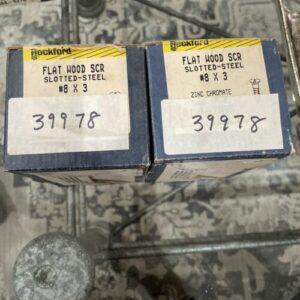 Rockford
FLAT WOOD SCR
SLOTTED-STEEL
#8 X 3
39978
Rockford
FLAT WOOD SCR
SLOTTED-STEEL
#8 X 3
ZINC CHROMATE
39978